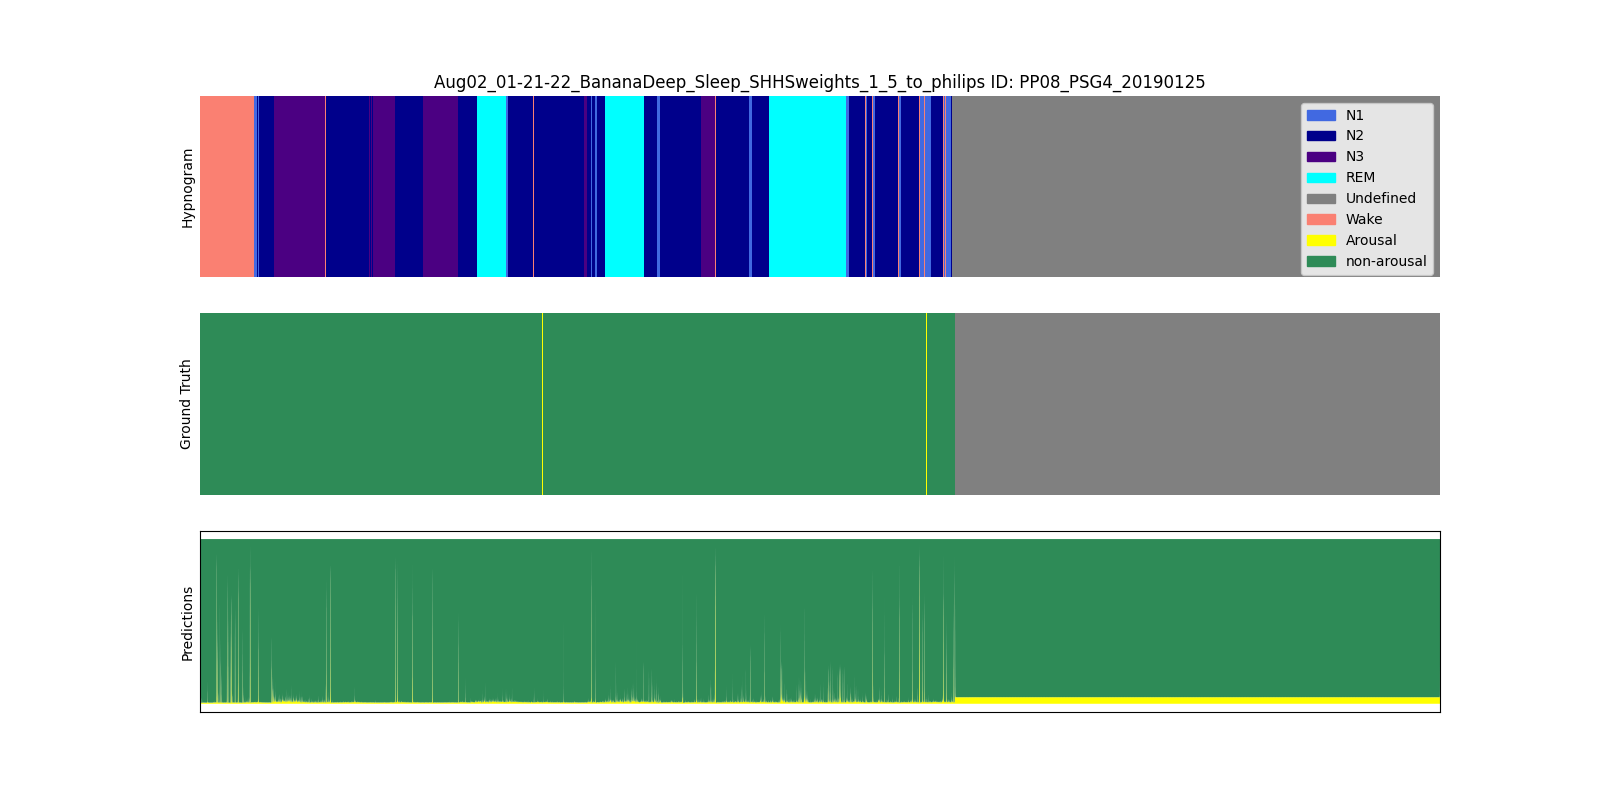 Aug02_01-21-22_BananaDeep_Sleep_SHHSweights_1_5_to_philips ID: PP08_PSG4_20190125
Hypnogram
N1
N2
N3
REM
Undefined
Wake
Arousal
non-arousal
Ground Truth
Predictions